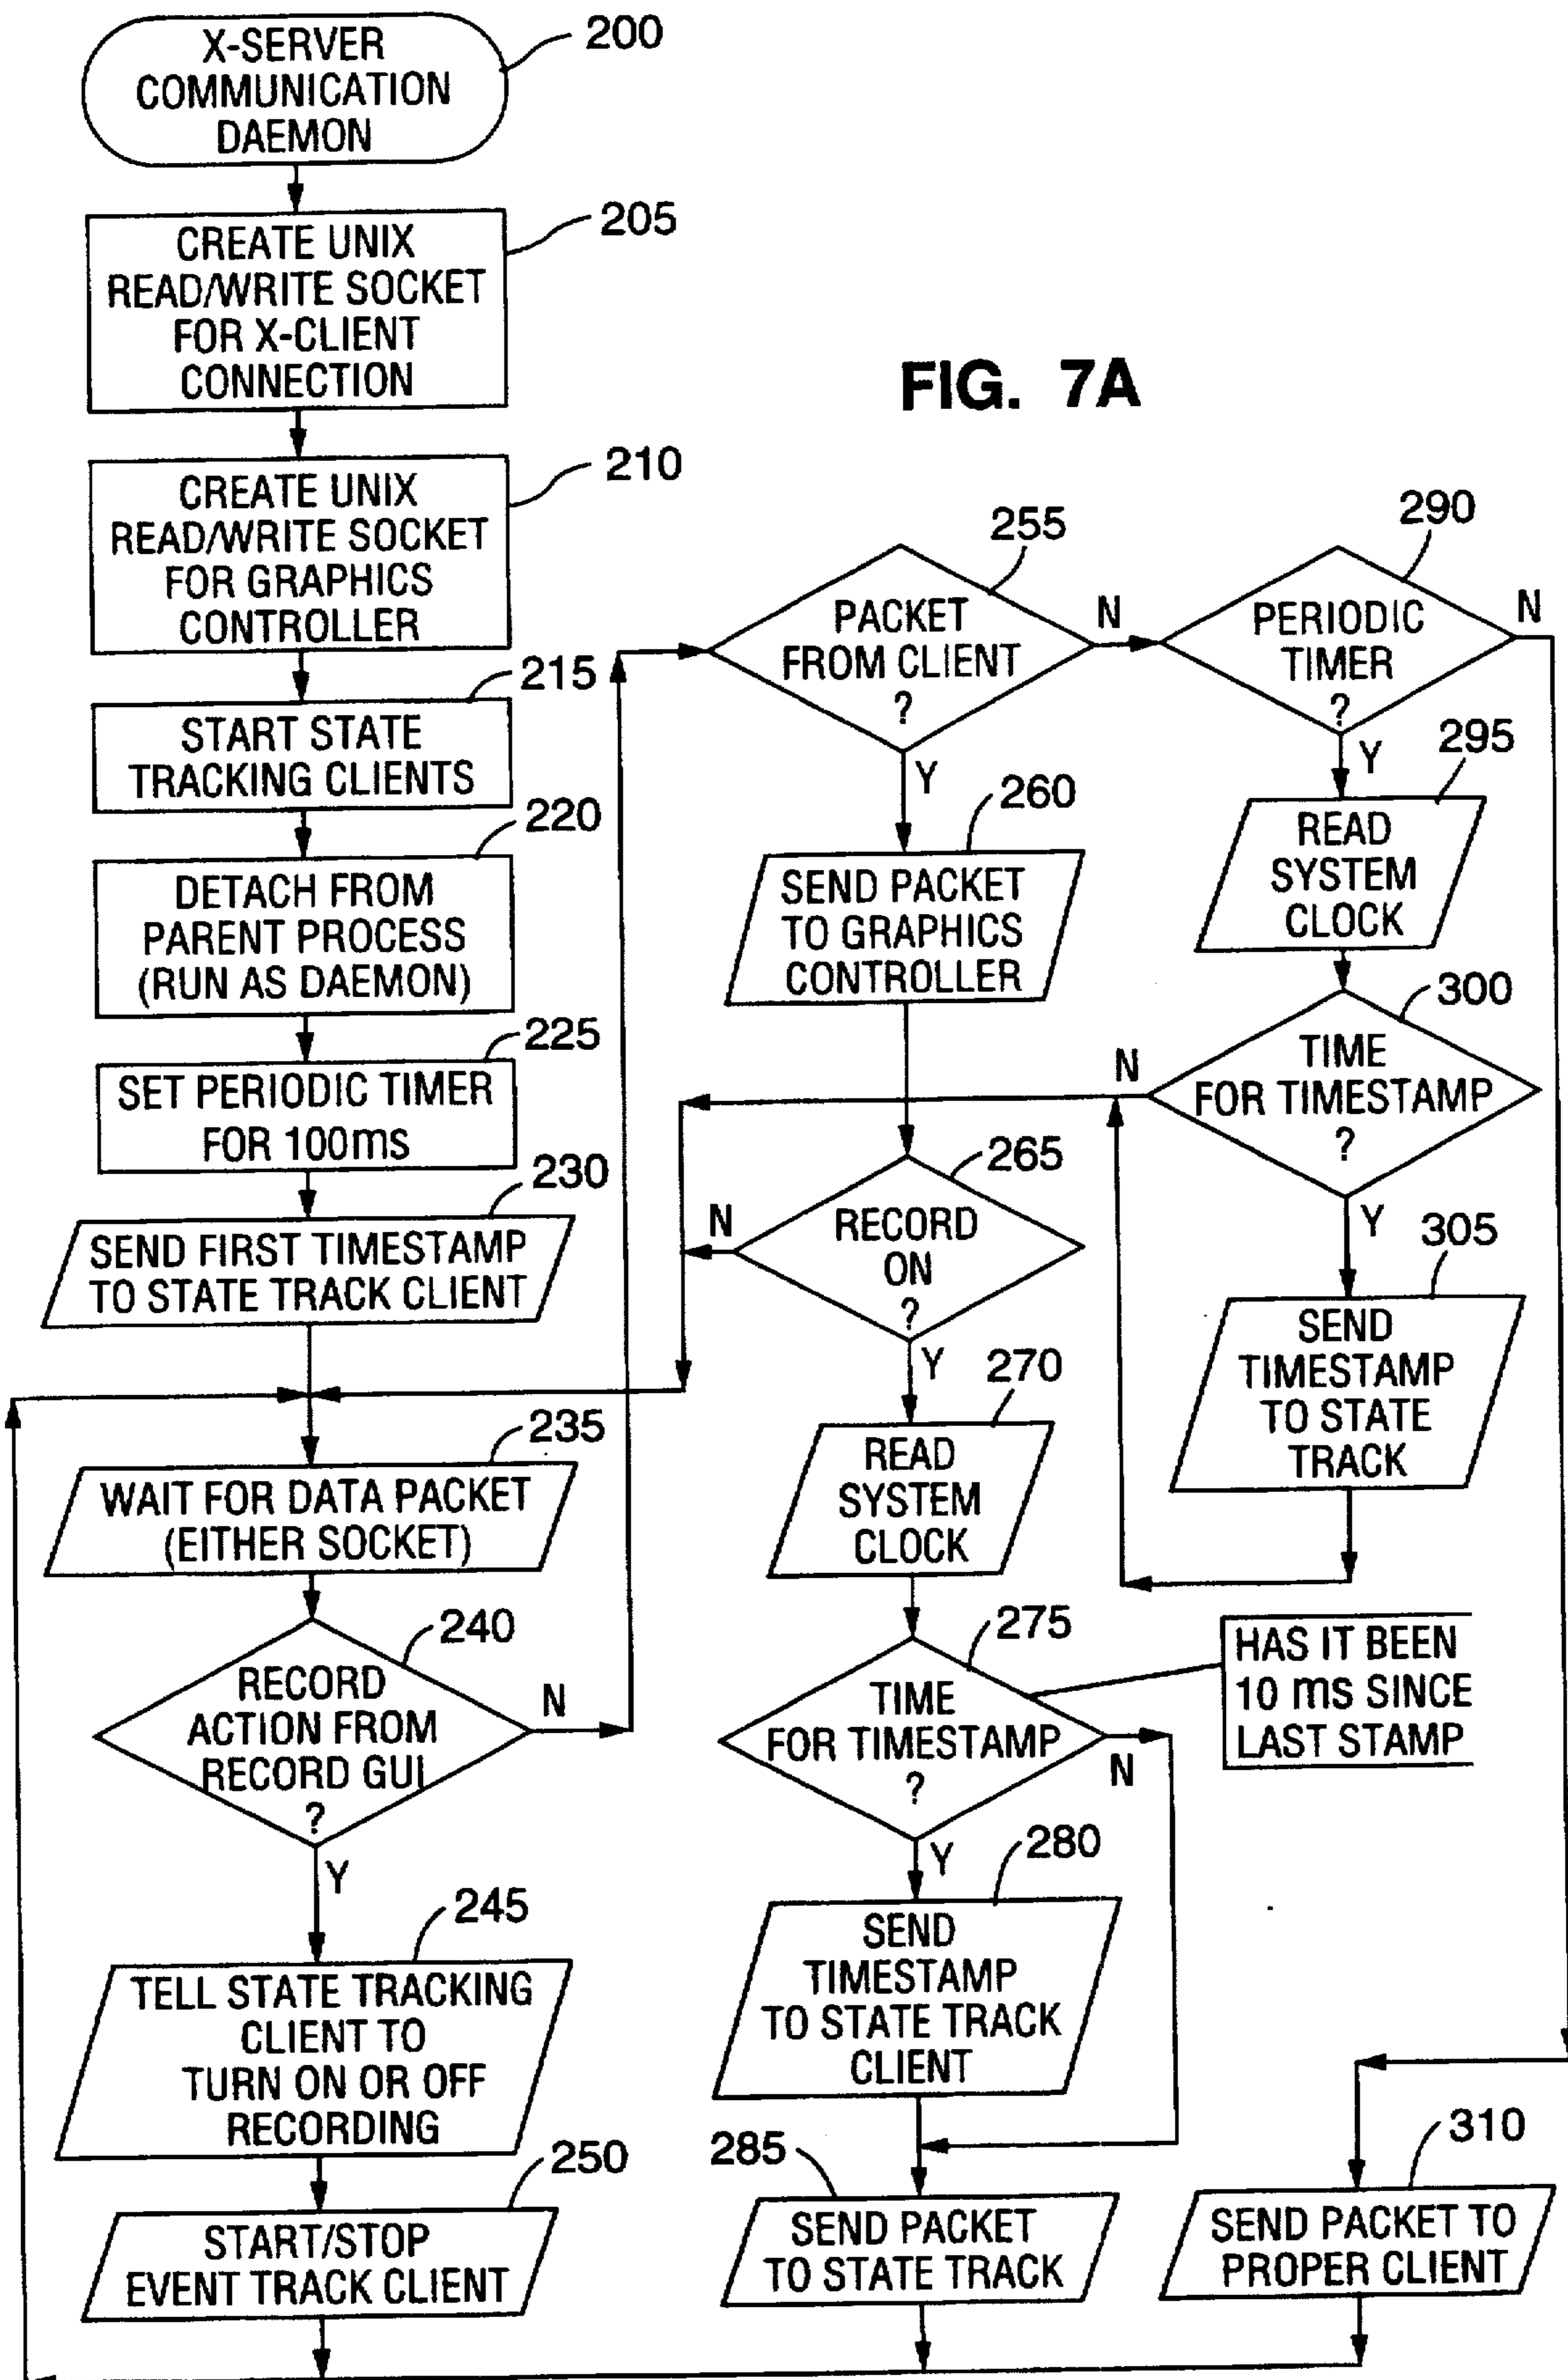 X-SERVER
COMMUNICATION
DAEMON
200
CREATE UNIX
READ/WRITE SOCKET
FOR X-CLIENT
CONNECTION
205
FIG. 7A
CREATE UNIX
READ/WRITE SOCKET
FOR GRAPHICS
CONTROLLER
210
START STATE
TRACKING CLIENTS
215
DETACH FROM
PARENT PROCESS
(RUN AS DAEMON)
220
SET PERIODIC TIMER
FOR 100ms
225
SEND FIRST TIMESTAMP
TO STATE TRACK CLIENT
230
WAIT FOR DATA PACKET
(EITHER SOCKET)
235
RECORD
ACTION FROM
RECORD GUI
?
240
N
Y
TELL STATE TRACKING
CLIENT TO
TURN ON OR OFF
RECORDING
245
START/STOP
EVENT TRACK CLIENT
250
PACKET
FROM CLIENT
?
255
N
Y
SEND PACKET
TO GRAPHICS
CONTROLLER
260
RECORD
ON
?
265
N
Y
READ
SYSTEM
CLOCK
270
TIME
FOR TIMESTAMP
?
275
N
Y
HAS IT BEEN
10 ms SINCE
LAST STAMP
SEND
TIMESTAMP
TO STATE TRACK
CLIENT
280
SEND PACKET
TO STATE TRACK
285
PERIODIC
TIMER
?
290
N
Y
READ
SYSTEM
CLOCK
295
TIME
FOR TIMESTAMP
?
300
N
Y
SEND
TIMESTAMP
TO STATE
TRACK
305
SEND PACKET TO
PROPER CLIENT
310